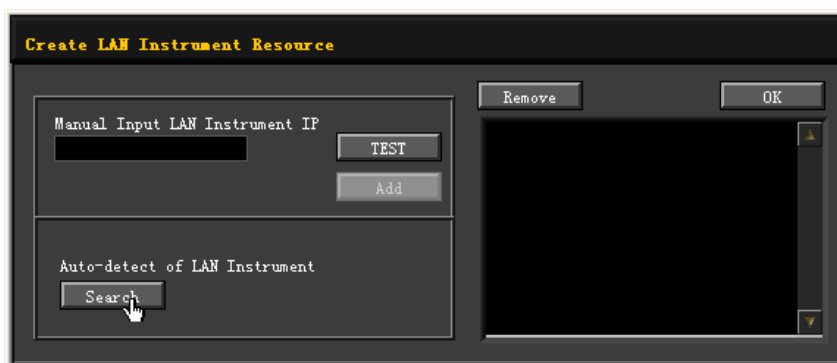 Create LAN Instrument Resource
Remove
OK
Manual Input LAN Instrument IP
TEST
Add
Auto-detect of LAN Instrument
Search